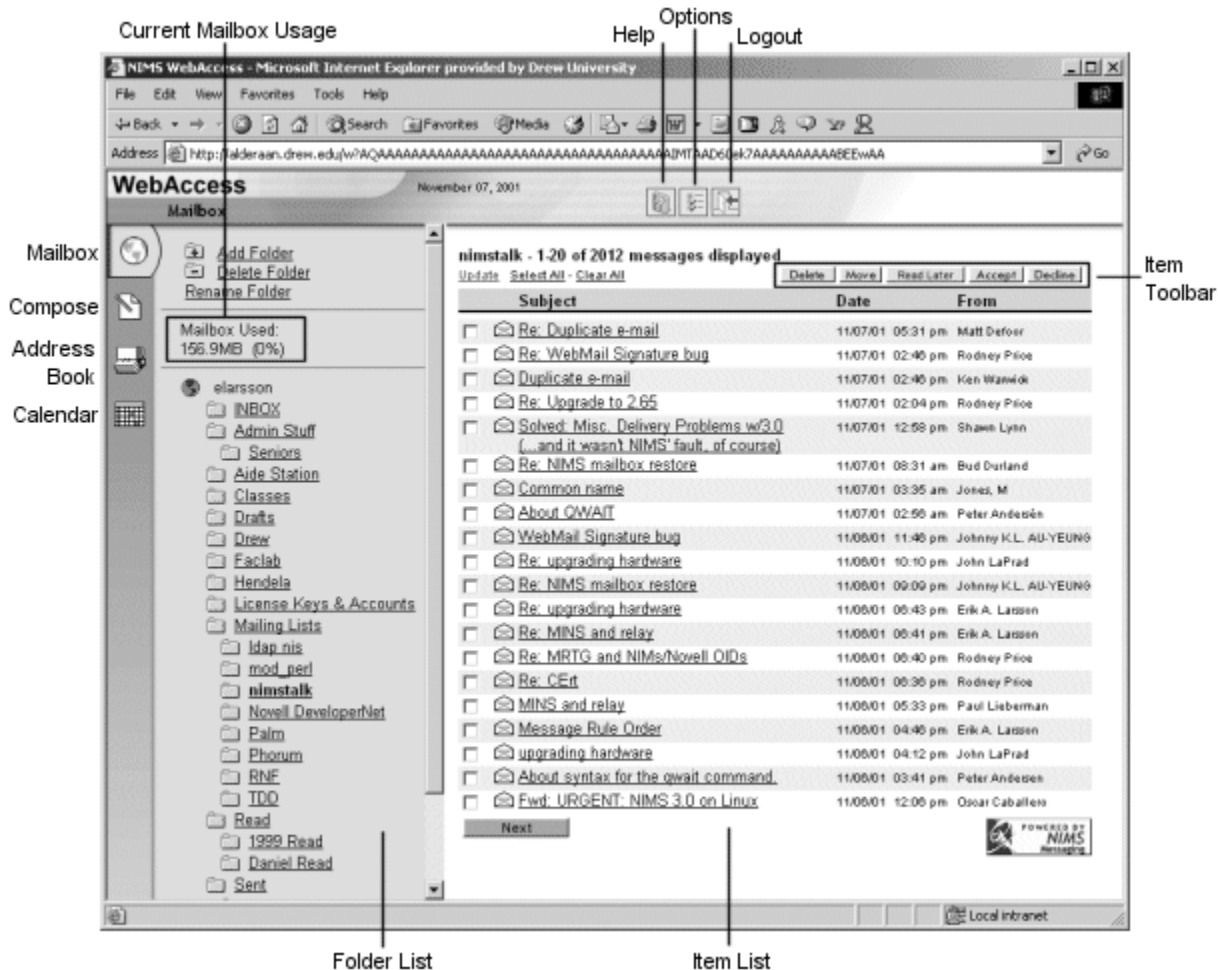 Options
Current Mailbox Usage
Help
Logout
NIMS WebAccess - Microsoft Internet Explorer provided by Drew University
File Edit View Favorites Tools Help
Back Search Favorites Media
Address Go
WebAccess
November 07, 2001
Mailbox
Mailbox
Compose
Address
Book
Calendar
Add Folder
Delete Folder
Rename Folder
Mailbox Used:
156.9MB (0%)
elarsson
INBOX
Admin Stuff
Seniors
Aide Station
Classes
Drafts
Drew
Faclab
Hendela
License Keys & Accounts
Mailing Lists
ldap nis
mod_perl
nimstalk
Novell DeveloperNet
Palm
Phorum
RNF
TDD
Read
1999 Read
Daniel Read
Sent
nimstalk - 1-20 of 2012 messages displayed
Update Select All - Clear All Delete Move Read Later Accept Decline
Item
Toolbar
Subject Date From
Re: Duplicate e-mail 11/07/01 05:31 pm Matt Defoor
Re: WebMail Signature bug 11/07/01 02:46 pm Rodney Price
Duplicate e-mail 11/07/01 02:46 pm Ken Warwick
Re: Upgrade to 2.65 11/07/01 02:04 pm Rodney Price
Solved: Misc. Delivery Problems w/3.0 11/07/01 12:58 pm Shawn Lynn
(...and it wasn't NIMS' fault, of course)
Re: NIMS mailbox restore 11/07/01 08:31 am Bud Durland
Common name 11/07/01 03:35 am Jones, M
About QWAIT 11/07/01 02:56 am Peter Andersén
WebMail Signature bug 11/06/01 11:46 pm Johnny K.L. AU-YEUNG
Re: upgrading hardware 11/06/01 10:10 pm John LaPrad
Re: NIMS mailbox restore 11/06/01 09:09 pm Johnny K.L. AU-YEUNG
Re: upgrading hardware 11/06/01 06:43 pm Erik A. Larsson
Re: MINS and relay 11/06/01 06:41 pm Erik A. Larsson
Re: MRTG and NIMs/Novell OIDs 11/06/01 06:40 pm Rodney Price
Re: CErt 11/06/01 06:36 pm Rodney Price
MINS and relay 11/06/01 05:33 pm Paul Lieberman
Message Rule Order 11/06/01 04:46 pm Erik A. Larsson
upgrading hardware 11/06/01 04:12 pm John LaPrad
About syntax for the qwait command. 11/06/01 03:41 pm Peter Andersen
Fwd: URGENT: NIMS 3.0 on Linux 11/06/01 12:06 pm Oscar Caballero
Next
POWERED BY
NIMS
Messaging
Local intranet
Folder List
Item List